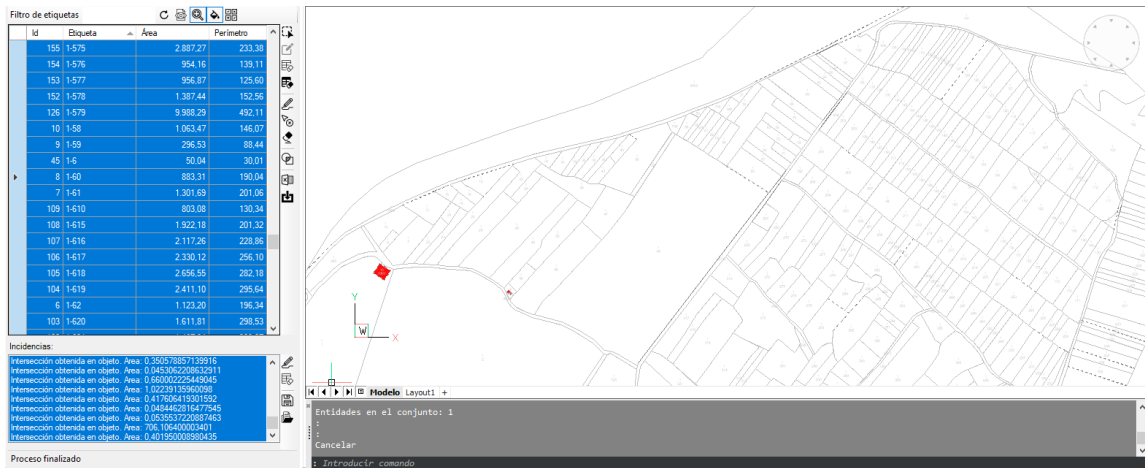 Filtro de etiquetas
Id Etiqueta Área Perímetro
155 1-575 2.887,27 233,38
154 1-576 954,16 139,11
153 1-577 956,87 125,60
152 1-578 1.387,44 152,56
126 1-579 9.988,29 492,11
10 1-58 1.063,47 146,07
9 1-59 296,53 88,44
45 1-6 50,04 30,01
8 1-60 883,31 190,04
7 1-61 1.301,69 201,06
109 1-610 803,08 130,34
108 1-615 1.922,18 201,32
107 1-616 2.117,26 228,86
106 1-617 2.330,12 256,10
105 1-618 2.656,55 282,18
104 1-619 2.411,10 295,64
6 1-62 1.123,20 196,34
103 1-620 1.611,81 298,53
Incidencias:
Intersección obtenida en objeto. Área: 0,350578857139916
Intersección obtenida en objeto. Área: 0,0453062208632911
Intersección obtenida en objeto. Área: 0,660002225449045
Intersección obtenida en objeto. Área: 1,02239135960098
Intersección obtenida en objeto. Área: 0,417606419301592
Intersección obtenida en objeto. Área: 0,0484462816477545
Intersección obtenida en objeto. Área: 0,0535537220887463
Intersección obtenida en objeto. Área: 706,106400003401
Intersección obtenida en objeto. Área: 0,401950008980435
Proceso finalizado
Y
W
X
Modelo Layout1 +
Entidades en el conjunto: 1
:
:
Cancelar
: Introducir comando